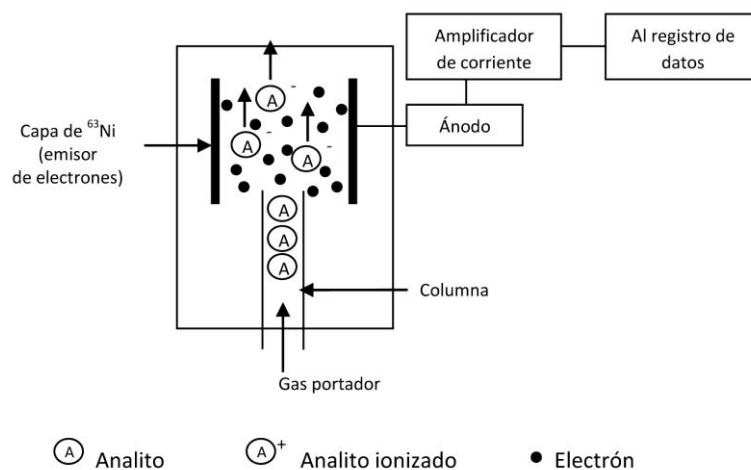 Amplificador
de corriente
Al registro de
datos
Ánodo
Capa de ⁶³Ni
(emisor
de electrones)
A -
A -
A -
A
A
A
Columna
Gas portador
A Analito
A⁺ Analito ionizado
Electrón